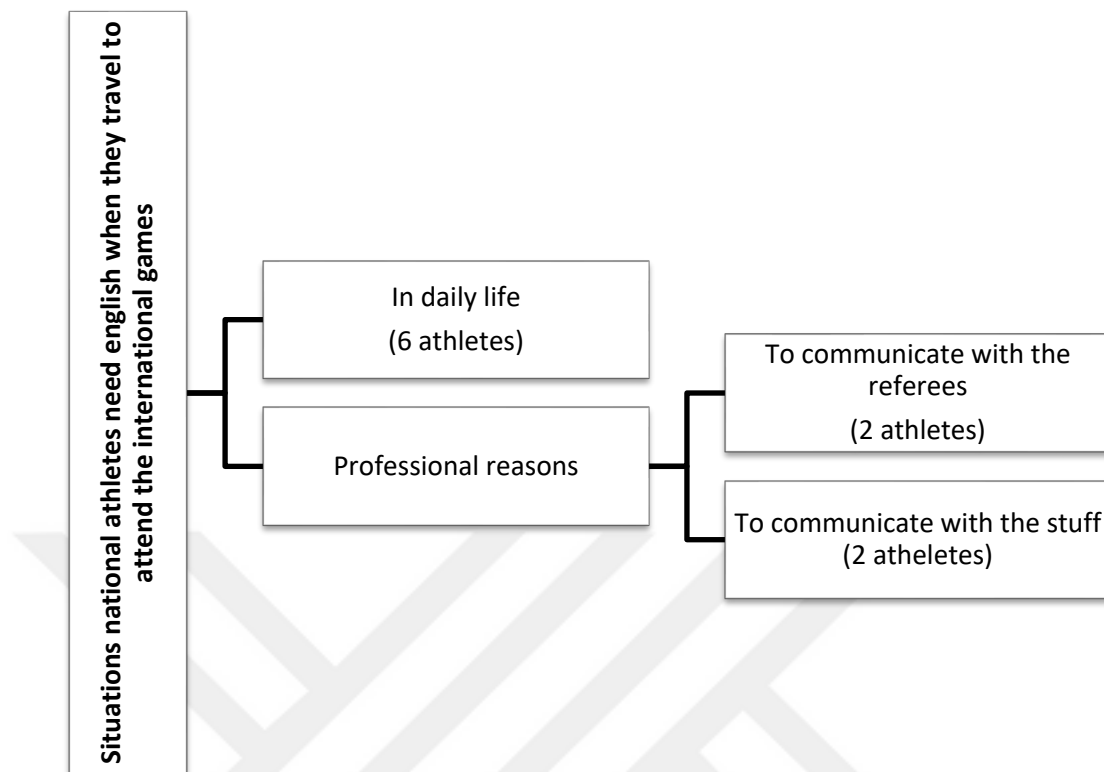 Situations national athletes need english when they travel to
attend the international games
In daily life
(6 athletes)
Professional reasons
To communicate with the
referees
(2 athletes)
To communicate with the stuff
(2 atheletes)